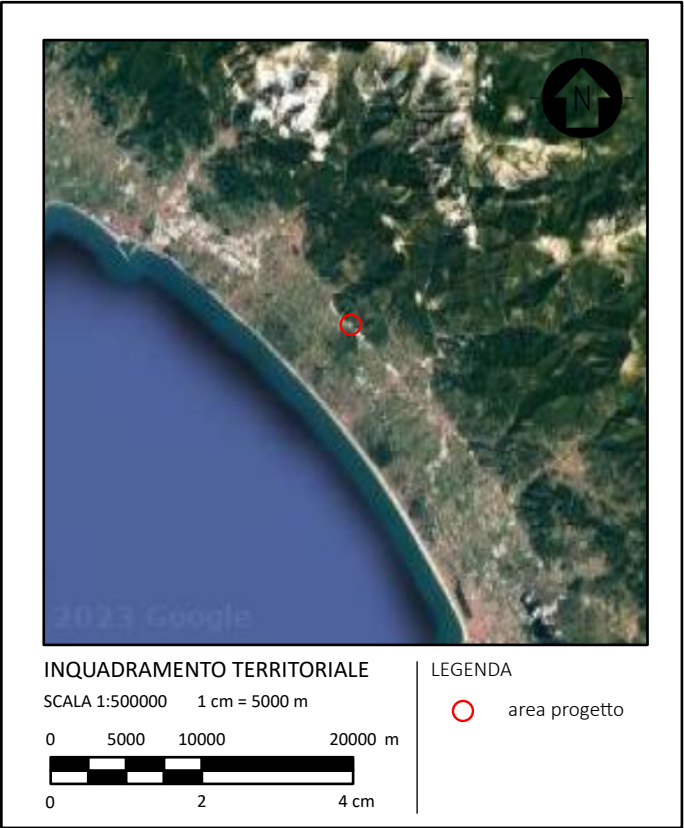 N
2023 Google
INQUADRAMENTO TERRITORIALE
SCALA 1:500000 1 cm = 5000 m
0 5000 10000 20000 m
0 2 4 cm
LEGENDA
area progetto